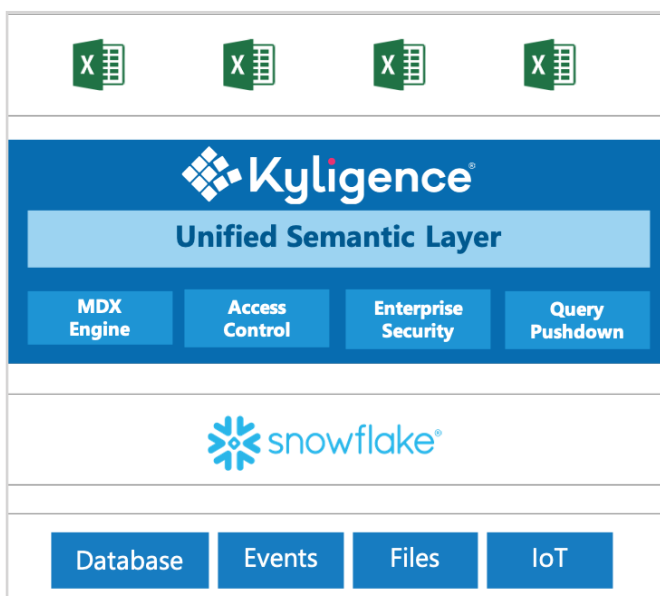 X X X X
Kyligence®
Unified Semantic Layer
MDX
Engine
Access
Control
Enterprise
Security
Query
Pushdown
snowflake®
Database
Events
Files
IoT